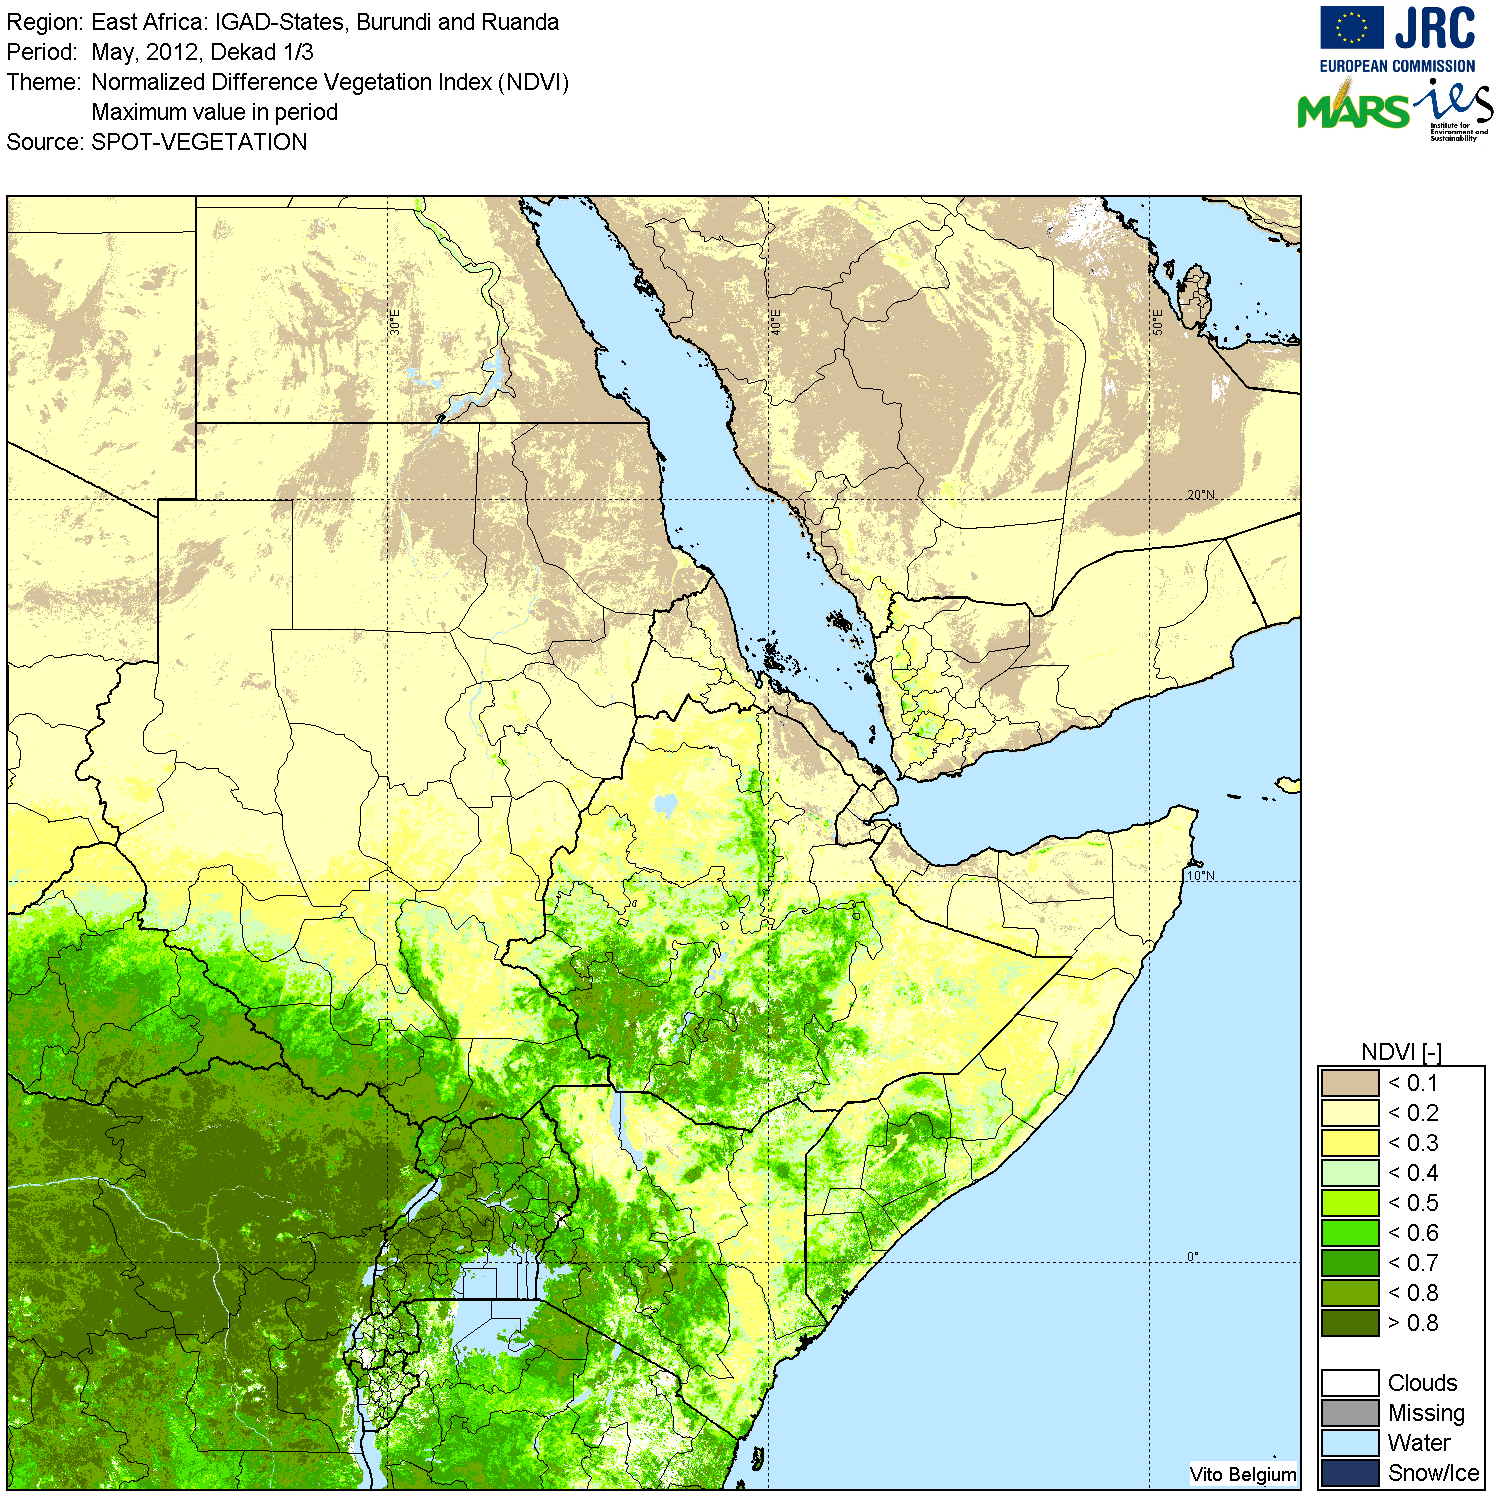 Region: East Africa: IGAD-States, Burundi and Ruanda
Period: May, 2012, Dekad 1/3
Theme: Normalized Difference Vegetation Index (NDVI)
Maximum value in period
Source: SPOT-VEGETATION
JRC
EUROPEAN COMMISSION
MARS
ies
Institute for
Environment and
Sustainability
30°E
40°E
50°E
20°N
10°N
0°
Vito Belgium
NDVI [-]
< 0.1
< 0.2
< 0.3
< 0.4
< 0.5
< 0.6
< 0.7
< 0.8
> 0.8
Clouds
Missing
Water
Snow/Ice